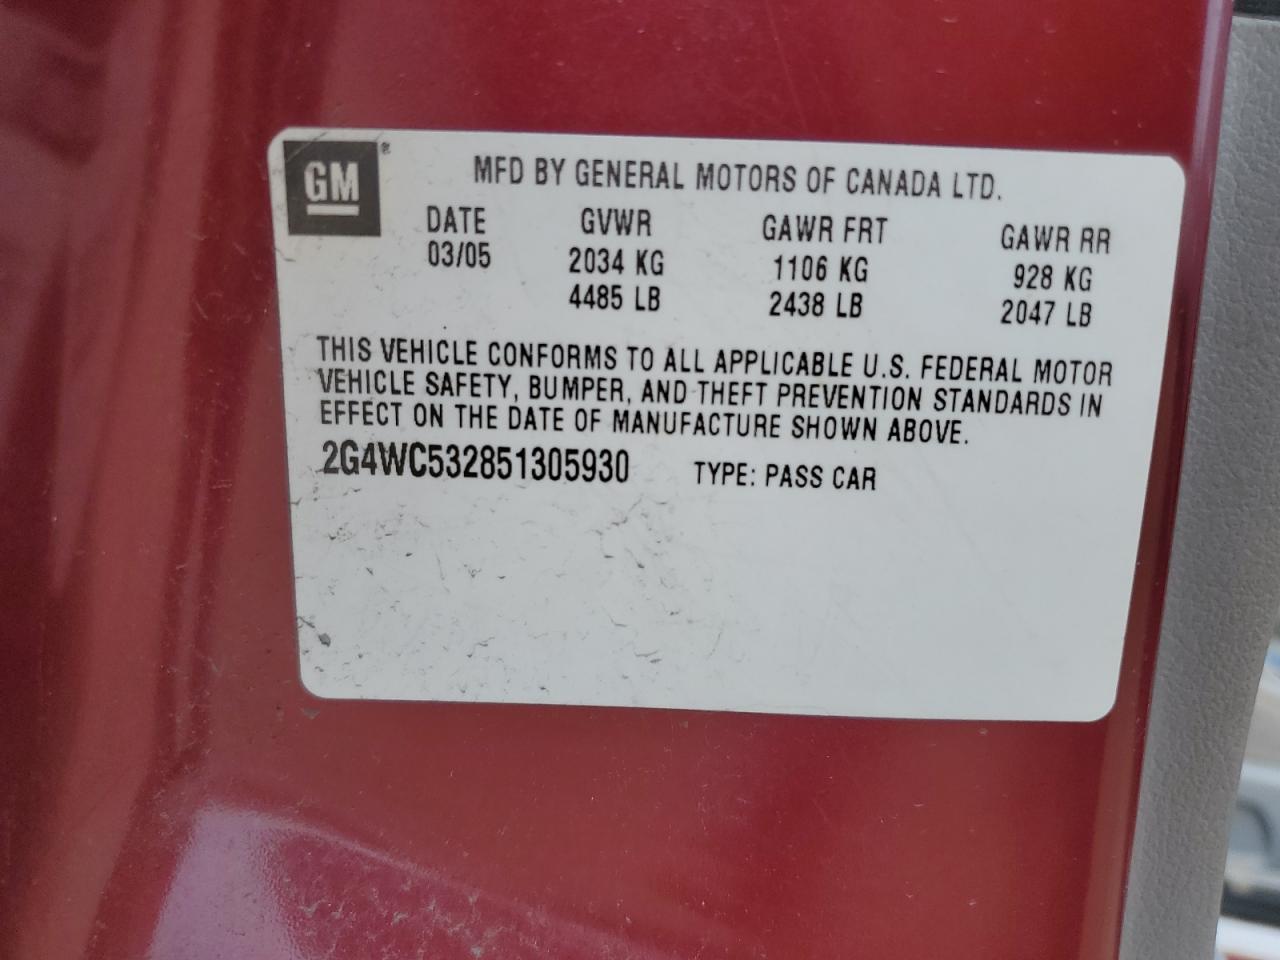 GM ®
MFD BY GENERAL MOTORS OF CANADA LTD.
DATE GVWR GAWR FRT GAWR RR
03/05 2034 KG 1106 KG 928 KG
4485 LB 2438 LB 2047 LB
THIS VEHICLE CONFORMS TO ALL APPLICABLE U.S. FEDERAL MOTOR
VEHICLE SAFETY, BUMPER, AND THEFT PREVENTION STANDARDS IN
EFFECT ON THE DATE OF MANUFACTURE SHOWN ABOVE.
2G4WC532851305930 TYPE: PASS CAR